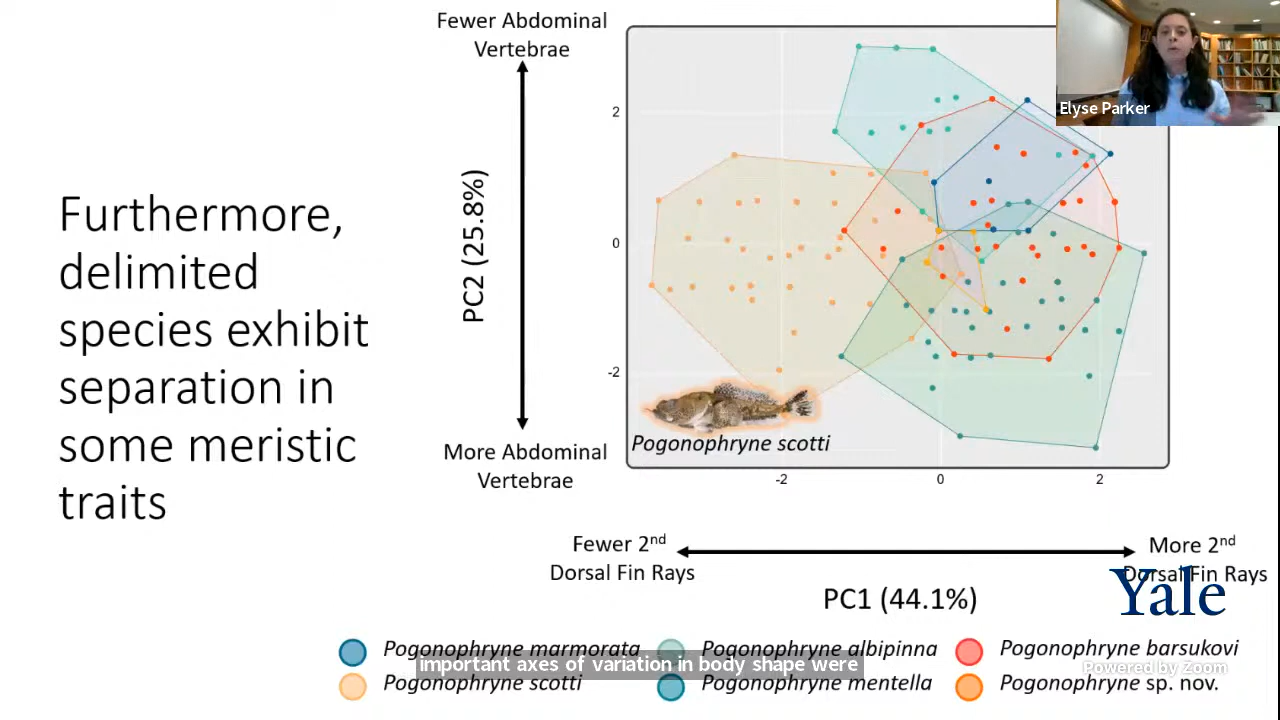 Fewer Abdominal
Vertebrae
Elyse Parker
Furthermore,
delimited
species exhibit
separation in
some meristic
traits
PC2 (25.8%)
2
0
-2
Pogonophryne scotti
More Abdominal
Vertebrae
-2
0
2
Fewer 2nd
Dorsal Fin Rays
More 2nd
Dorsal Fin Rays
PC1 (44.1%)
Yale
Pogonophryne marmorata
Pogonophryne albipinna
Pogonophryne barsukovi
important axes of variation in body shape were
Powered by Zoom
Pogonophryne scotti
Pogonophryne mentella
Pogonophryne sp. nov.